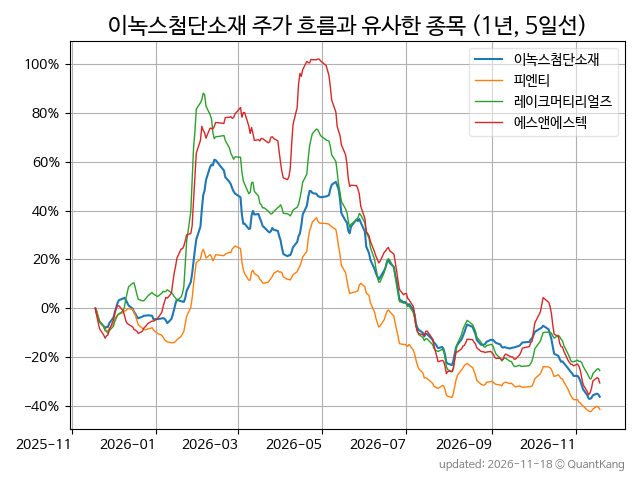 이녹스첨단소재 주가 흐름과 유사한 종목 (1년, 5일선)
이녹스첨단소재
피엔티
레이크머티리얼즈
에스앤에스텍
100%
80%
60%
40%
20%
0%
−20%
−40%
2025−11
2026−01
2026−03
2026−05
2026−07
2026−09
2026−11
updated: 2026-11-18 © QuantKang